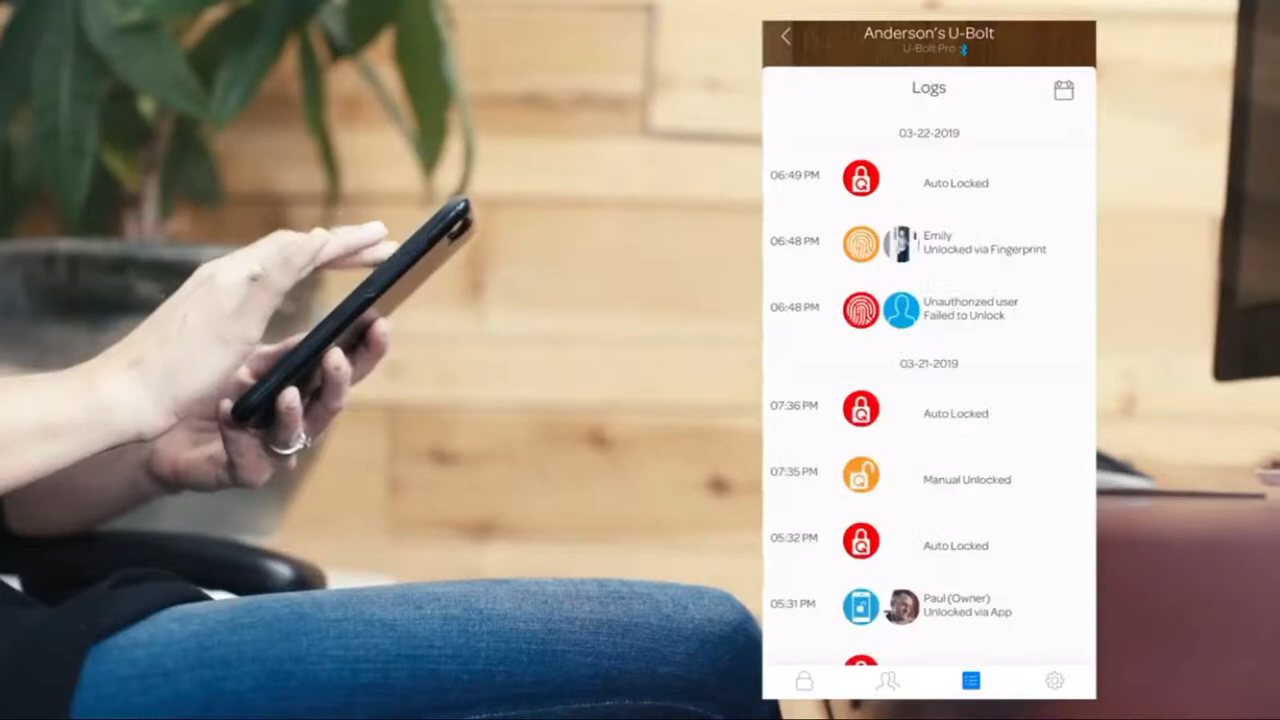 Anderson's U-Bolt
U-Bolt Pro
Logs
03-22-2019
06:49 PM
Auto Locked
06:48 PM
Emily
Unlocked via Fingerprint
06:48 PM
Unauthorized user
Failed to Unlock
03-21-2019
07:36 PM
Auto Locked
07:35 PM
Manual Unlocked
05:32 PM
Auto Locked
05:31 PM
Paul (Owner)
Unlocked via App